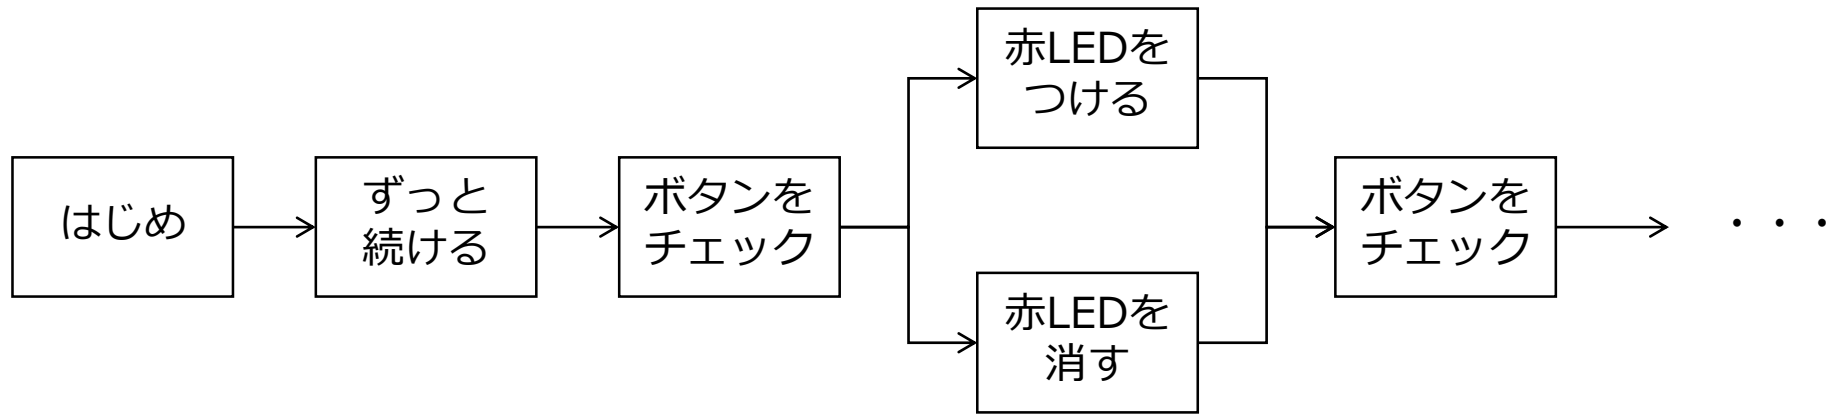 はじめ
ずっと
続ける
ボタンを
チェック
赤LEDを
つける
赤LEDを
消す
ボタンを
チェック
・・・